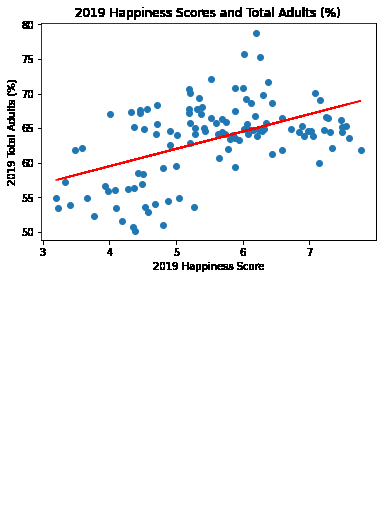 2019 Happiness Scores and Total Adults (%)
80
75
70
65
60
55
50
2019 Total Adults (%)
3 4 5 6 7
2019 Happiness Score